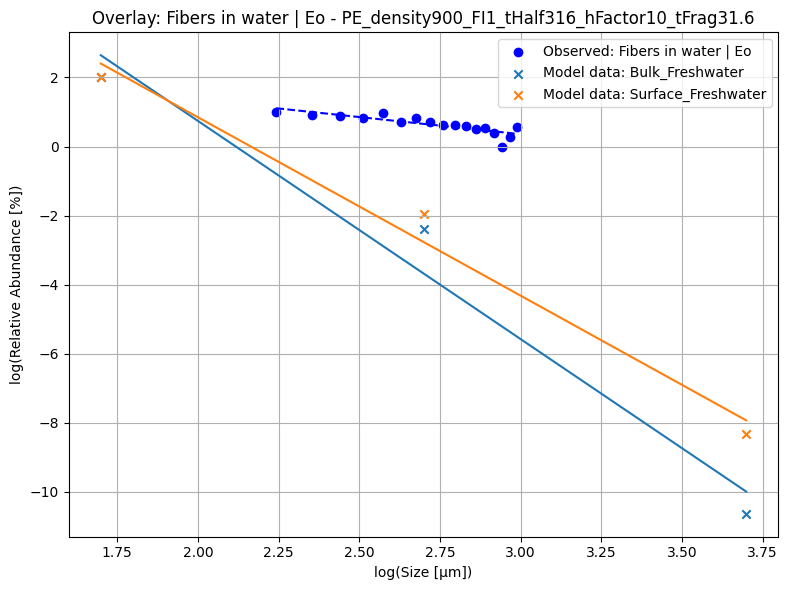 Overlay: Fibers in water | Eo - PE_density900_FI1_tHalf316_hFactor10_tFrag31.6
Observed: Fibers in water | Eo
Model data: Bulk_Freshwater
Model data: Surface_Freshwater
log(Relative Abundance [%])
2
0
−2
−4
−6
−8
−10
1.75 2.00 2.25 2.50 2.75 3.00 3.25 3.50 3.75
log(Size [µm])